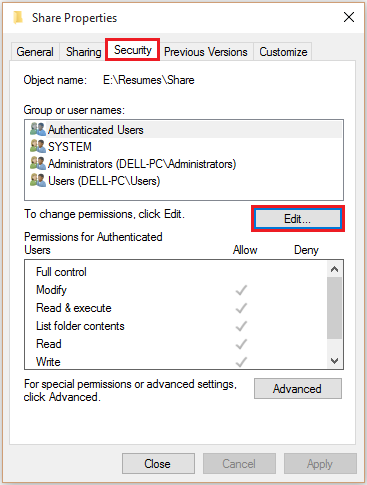 Share Properties
General Sharing Security Previous Versions Customize
Object name: E:\Resumes\Share
Group or user names:
Authenticated Users
SYSTEM
Administrators (DELL-PC\Administrators)
Users (DELL-PC\Users)
To change permissions, click Edit.
Edit...
Permissions for Authenticated
Users Allow Deny
Full control
Modify
Read & execute
List folder contents
Read
Write
For special permissions or advanced settings,
click Advanced.
Advanced
Close Cancel Apply